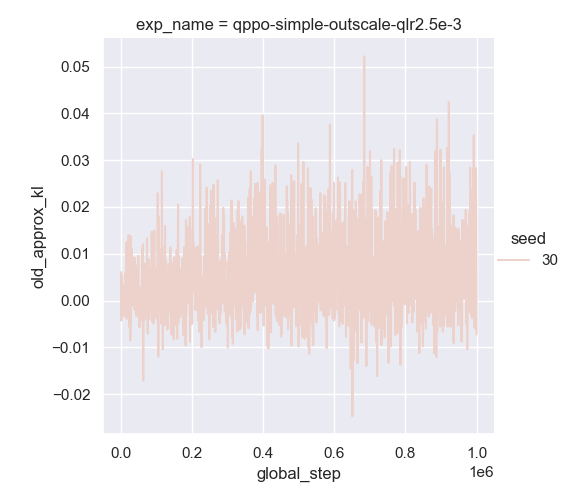 exp_name = qppo-simple-outscale-qlr2.5e-3
0.05
0.04
0.03
0.02
0.01
0.00
−0.01
−0.02
old_approx_kl
seed
30
0.0 0.2 0.4 0.6 0.8 1.0
1e6
global_step